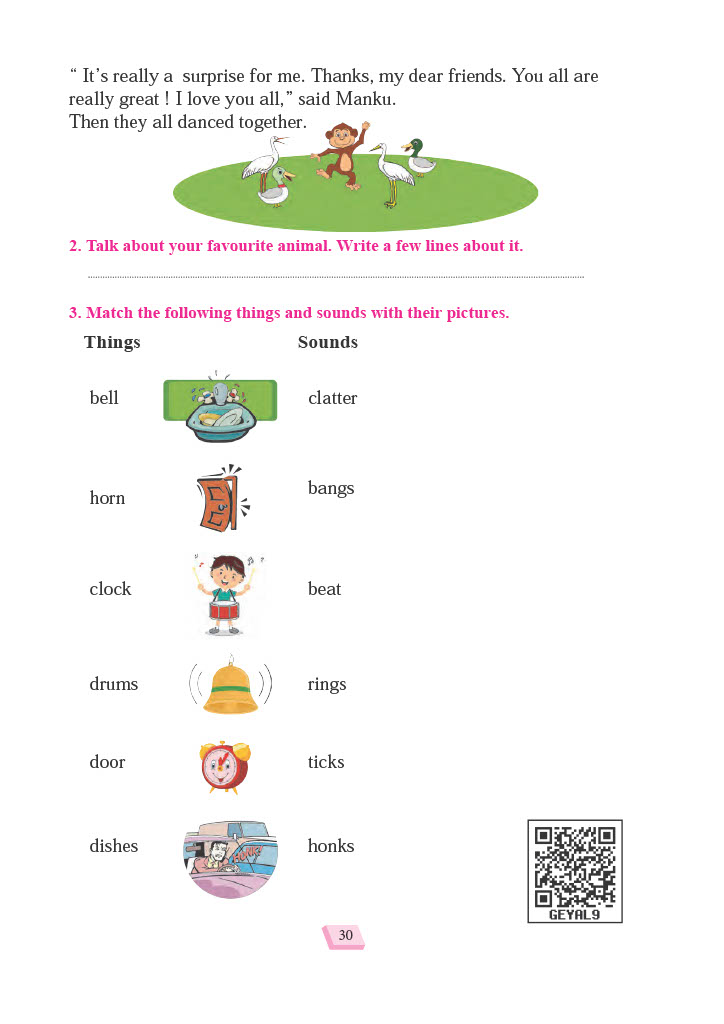 “ It’s really a surprise for me. Thanks, my dear friends. You all are
really great ! I love you all,” said Manku.
Then they all danced together.
2. Talk about your favourite animal. Write a few lines about it.
3. Match the following things and sounds with their pictures.
Things Sounds
bell clatter
horn bangs
clock beat
drums rings
door ticks
dishes honks
HONK!
GEYAL9
30